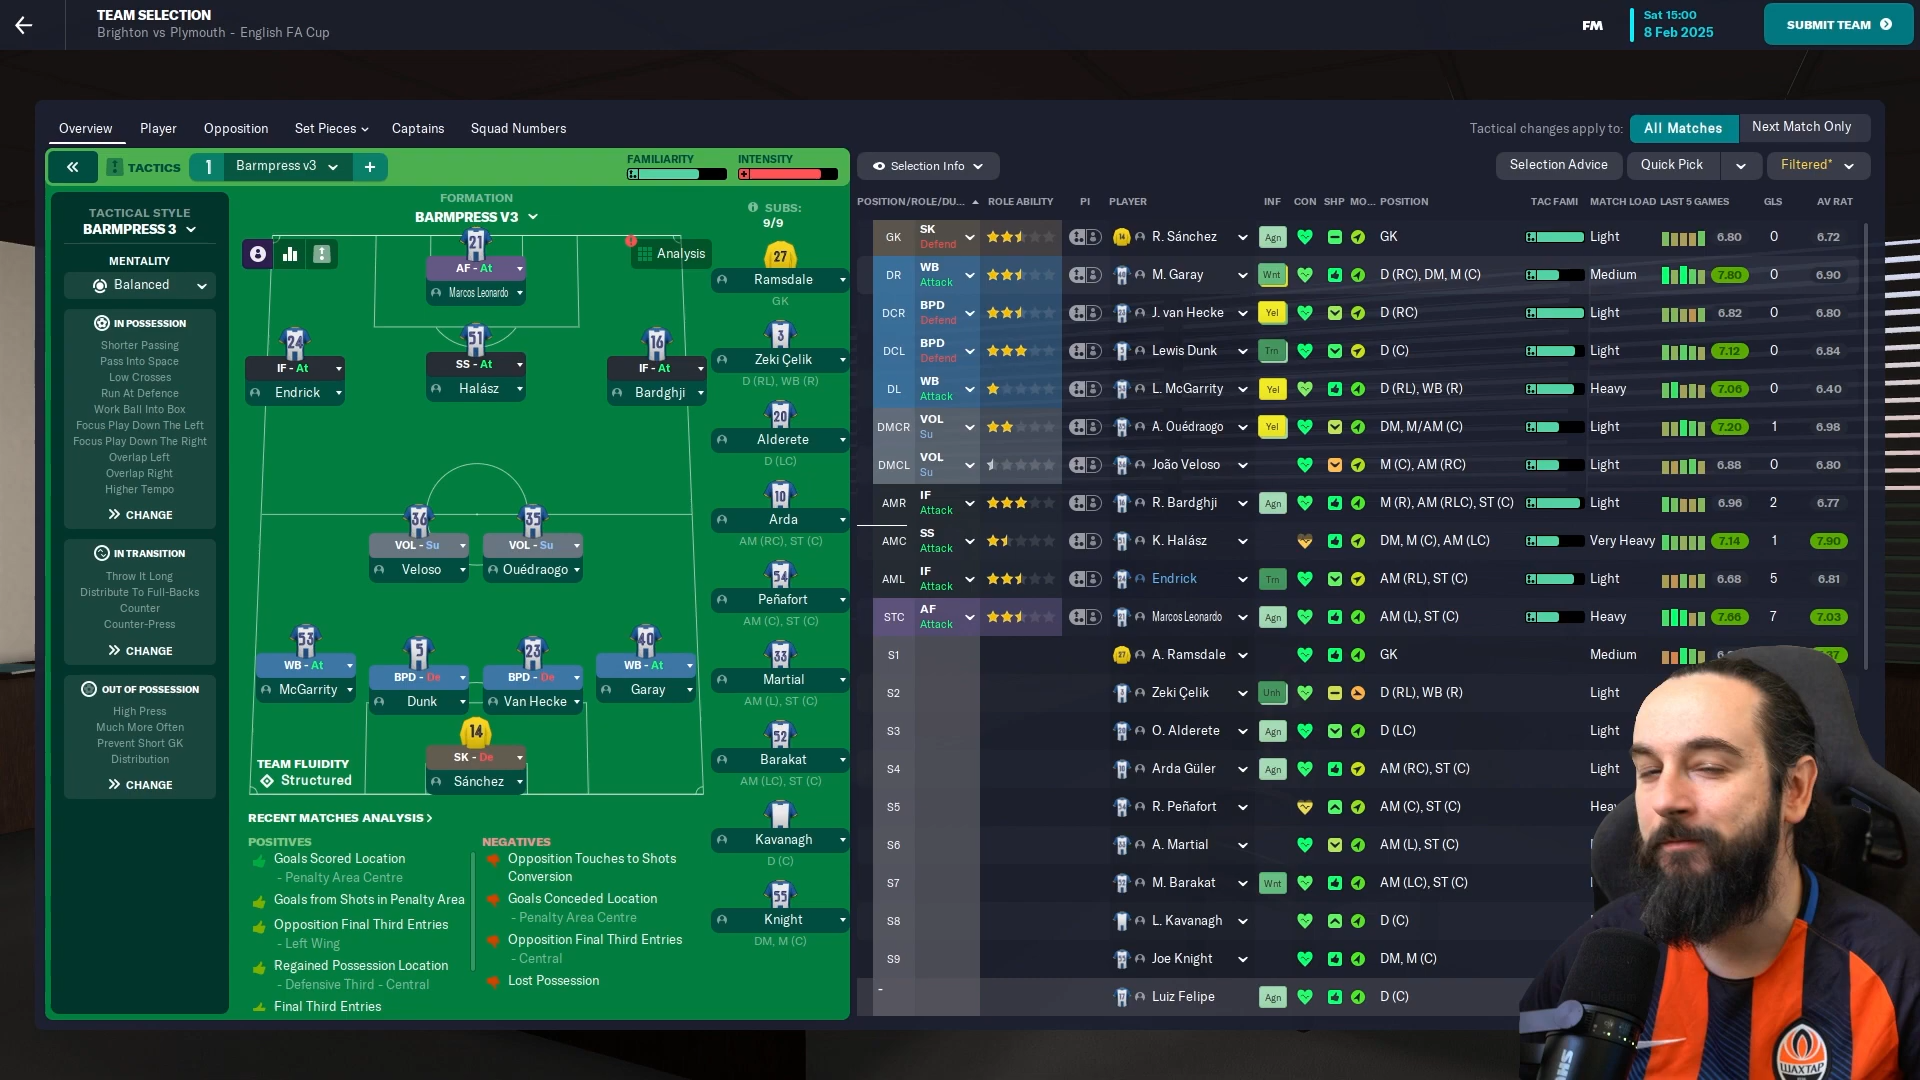 TEAM SELECTION
Brighton vs Plymouth - English FA Cup
FM
Sat 15:00
8 Feb 2025
SUBMIT TEAM
Overview
Player
Opposition
Set Pieces
Captains
Squad Numbers
Tactical changes apply to:
All Matches
Next Match Only
TACTICS
1
Barmpress v3
+
FAMILIARITY
INTENSITY
Selection Info
Selection Advice
Quick Pick
Filtered*
TACTICAL STYLE
BARMPRESS 3
MENTALITY
Balanced
IN POSSESSION
Shorter Passing
Pass Into Space
Low Crosses
Run At Defence
Work Ball Into Box
Focus Play Down The Left
Focus Play Down The Right
Overlap Left
Overlap Right
Higher Tempo
CHANGE
IN TRANSITION
Throw It Long
Distribute To Full-Backs
Counter
Counter-Press
CHANGE
OUT OF POSSESSION
High Press
Much More Often
Prevent Short GK
Distribution
CHANGE
FORMATION
BARMPRESS V3
Analysis
21
AF - At
Marcos Leonardo
24
IF - At
Endrick
51
SS - At
Halász
16
IF - At
Bardghji
36
VOL - Su
Veloso
35
VOL - Su
Ouédraogo
53
WB - At
McGarrity
5
BPD - De
Dunk
23
BPD - De
Van Hecke
40
WB - At
Garay
14
SK - De
Sánchez
TEAM FLUIDITY
Structured
SUBS:
9/9
27
Ramsdale
GK
3
Zeki Çelik
D (RL), WB (R)
20
Alderete
D (LC)
10
Arda
AM (RC), ST (C)
54
Peñafort
AM (C), ST (C)
33
Martial
AM (L), ST (C)
52
Barakat
AM (LC), ST (C)
Kavanagh
D (C)
55
Knight
DM, M (C)
RECENT MATCHES ANALYSIS
POSITIVES
Goals Scored Location
- Penalty Area Centre
Goals from Shots in Penalty Area
Opposition Final Third Entries
- Left Wing
Regained Possession Location
- Defensive Third - Central
Final Third Entries
NEGATIVES
Opposition Touches to Shots
Conversion
Goals Conceded Location
- Penalty Area Centre
Opposition Final Third Entries
- Central
Lost Possession
POSITION/ROLE/DU... ROLE ABILITY PI PLAYER INF CON SHP MO... POSITION TAC FAMI MATCH LOAD LAST 5 GAMES GLS AV RAT
GK SK Defend R. Sánchez Agn GK Light 6.80 0 6.72
DR WB Attack M. Garay Wnt D (RC), DM, M (C) Medium 7.80 0 6.90
DCR BPD Defend J. van Hecke Yel D (RC) Light 6.82 0 6.80
DCL BPD Defend Lewis Dunk Trn D (C) Light 7.12 0 6.84
DL WB Attack L. McGarrity Yel D (RL), WB (R) Heavy 7.06 0 6.40
DMCR VOL Su A. Ouédraogo Yel DM, M/AM (C) Light 7.20 1 6.98
DMCL VOL Su João Veloso M (C), AM (RC) Light 6.88 0 6.80
AMR IF Attack R. Bardghji Agn M (R), AM (RLC), ST (C) Light 6.96 2 6.77
AMC SS Attack K. Halász DM, M (C), AM (LC) Very Heavy 7.14 1 7.90
AML IF Attack Endrick Trn AM (RL), ST (C) Light 6.68 5 6.81
STC AF Attack Marcos Leonardo Agn AM (L), ST (C) Heavy 7.66 7 7.03
S1 A. Ramsdale GK Medium
S2 Zeki Çelik Unh D (RL), WB (R) Light
S3 O. Alderete D (LC) Light
S4 Arda Güler Agn AM (RC), ST (C) Light
S5 R. Peñafort AM (C), ST (C)
S6 A. Martial AM (L), ST (C)
S7 M. Barakat Wnt AM (LC), ST (C)
S8 L. Kavanagh D (C)
S9 Joe Knight DM, M (C)
- Luiz Felipe Agn D (C)
ШАХТАР